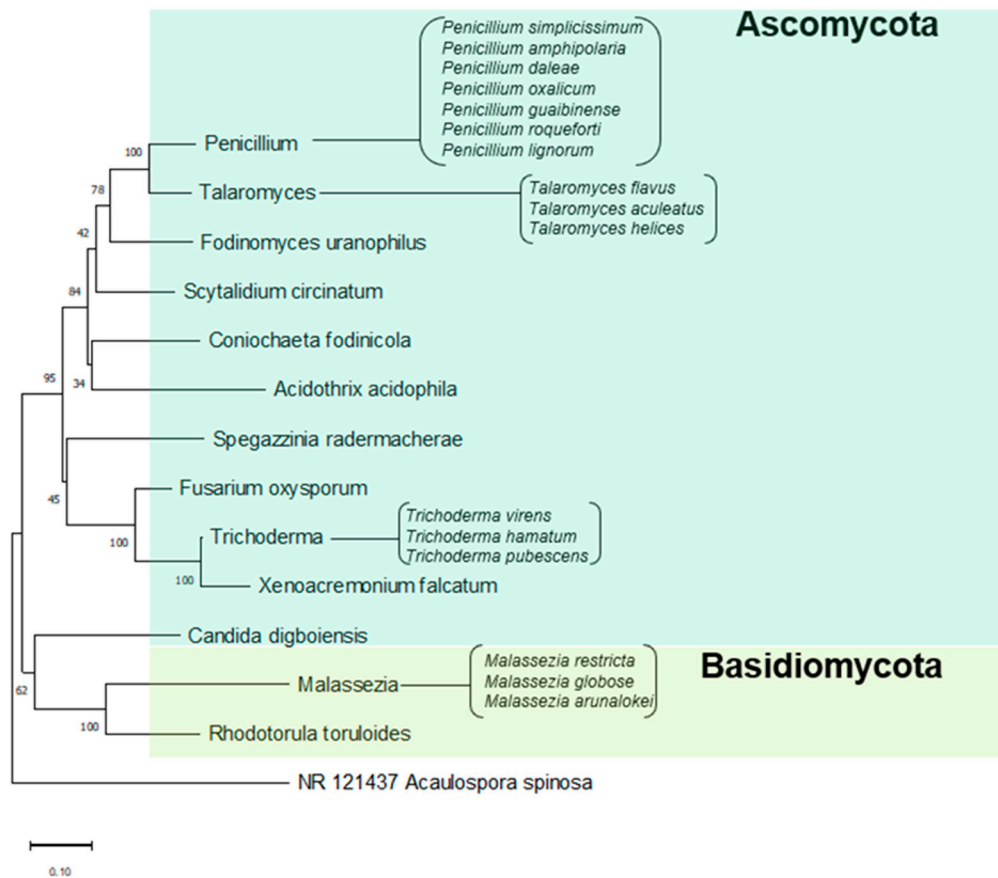 Ascomycota
Penicillium simplicissimum
Penicillium amphipolaria
Penicillium daleae
Penicillium oxalicum
Penicillium guaibinense
Penicillium roqueforti
Penicillium lignorum
100
Penicillium
78
Talaromyces
Talaromyces flavus
Talaromyces aculeatus
Talaromyces helices
42
Fodinomyces uranophilus
84
Scytalidium circinatum
Coniochaeta fodinicola
95
34
Acidothrix acidophila
Spegazzinia radermacherae
45
Fusarium oxysporum
Trichoderma virens
Trichoderma hamatum
Trichoderma pubescens
100
Trichoderma
100
Xenoacremonium falcatum
Candida digboiensis
Basidiomycota
Malassezia restricta
Malassezia globose
Malassezia arunalokei
62
Malassezia
100
Rhodotorula toruloides
NR 121437 Acaulospora spinosa
0.10